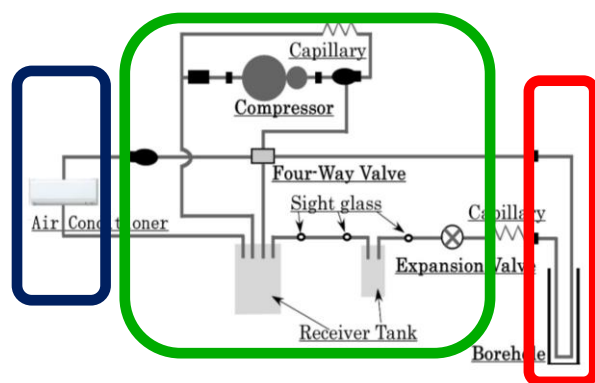 Capillary
Compressor
Four-Way Valve
Sight glass
Capillary
Air Conditioner
Expansion Valve
Receiver Tank
Borehole